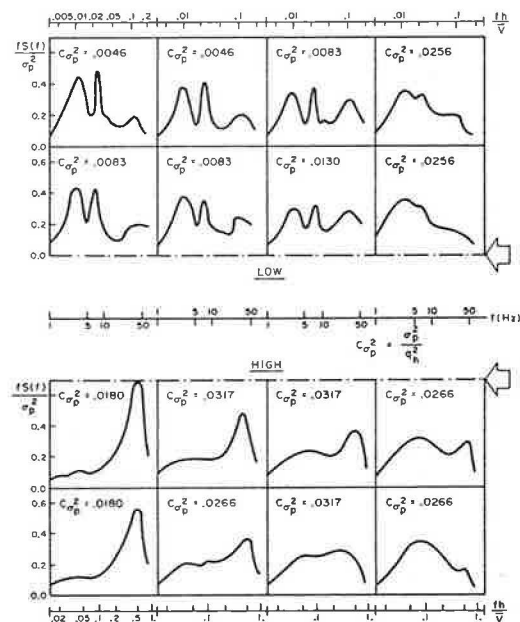 .005 .01 .02 .05 .1 .2 .01 .1 .01 .1 .01 .1 fh/V̄
fS(f)/σp²
Cσp² = .0046 Cσp² = .0046 Cσp² = .0083 Cσp² = .0256
0.4
0.2
0.0
0.6
Cσp² = .0083 Cσp² = .0083 Cσp² = .0130 Cσp² = .0256
0.4
0.2
0.0
LOW
1 5 10 50 1 5 10 50 1 5 10 50 1 5 10 50 f(Hz)
Cσp² = σp²/qh²
HIGH
fS(f)/σp²
Cσp² = .0180 Cσp² = .0317 Cσp² = .0317 Cσp² = .0266
0.4
0.2
0.0
0.6
Cσp² = .0180 Cσp² = .0266 Cσp² = .0317 Cσp² = .0266
0.4
0.2
0.0
.02 .05 .1 .2 .5 1. .1 1. .1 1. .1 1. fh/V̄